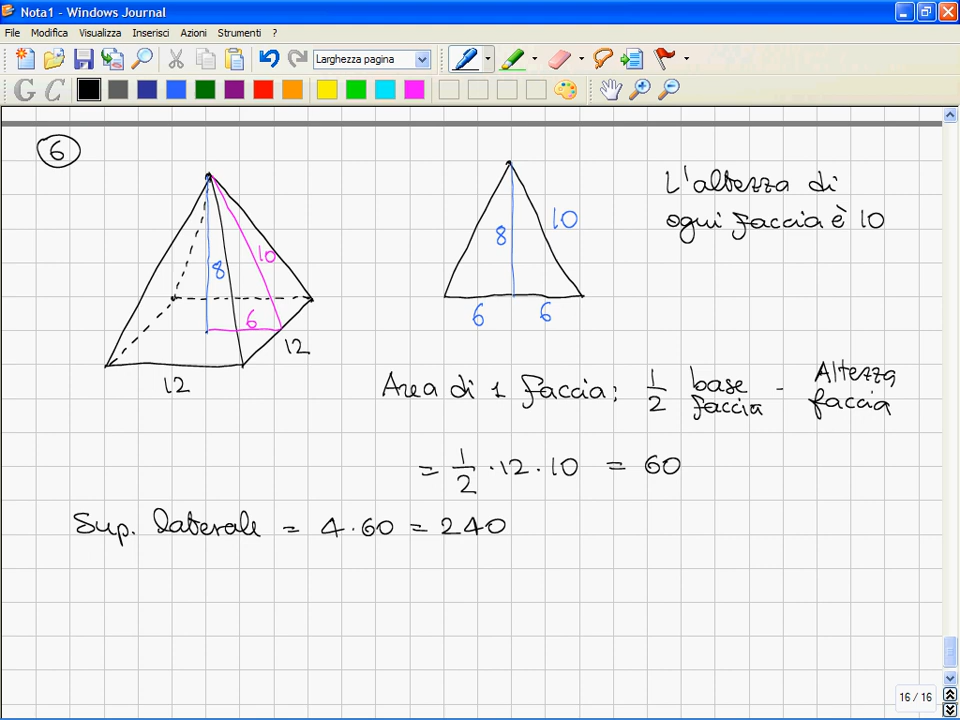 Nota1 - Windows Journal
File Modifica Visualizza Inserisci Azioni Strumenti ?
Larghezza pagina
G C
6
8
10
6
12
12
8
10
6 6
L'altezza di
ogni faccia è 10
Area di 1 faccia: 1/2 base faccia · Altezza faccia
= 1/2 · 12 · 10 = 60
Sup. laterale = 4 · 60 = 240
16 / 16